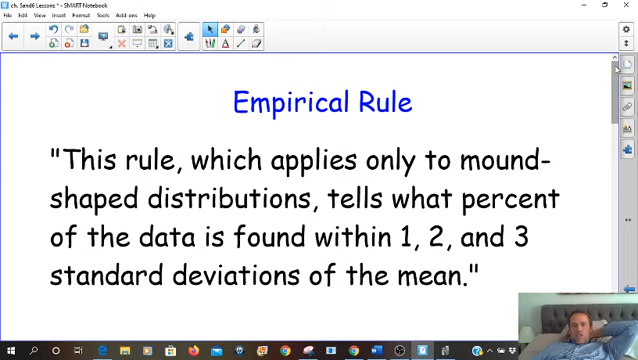 ch. 5and6 Lessons * - SMART Notebook
File Edit View Insert Format Tools Add-ons Help
Empirical Rule
"This rule, which applies only to mound-
shaped distributions, tells what percent
of the data is found within 1, 2, and 3
standard deviations of the mean."